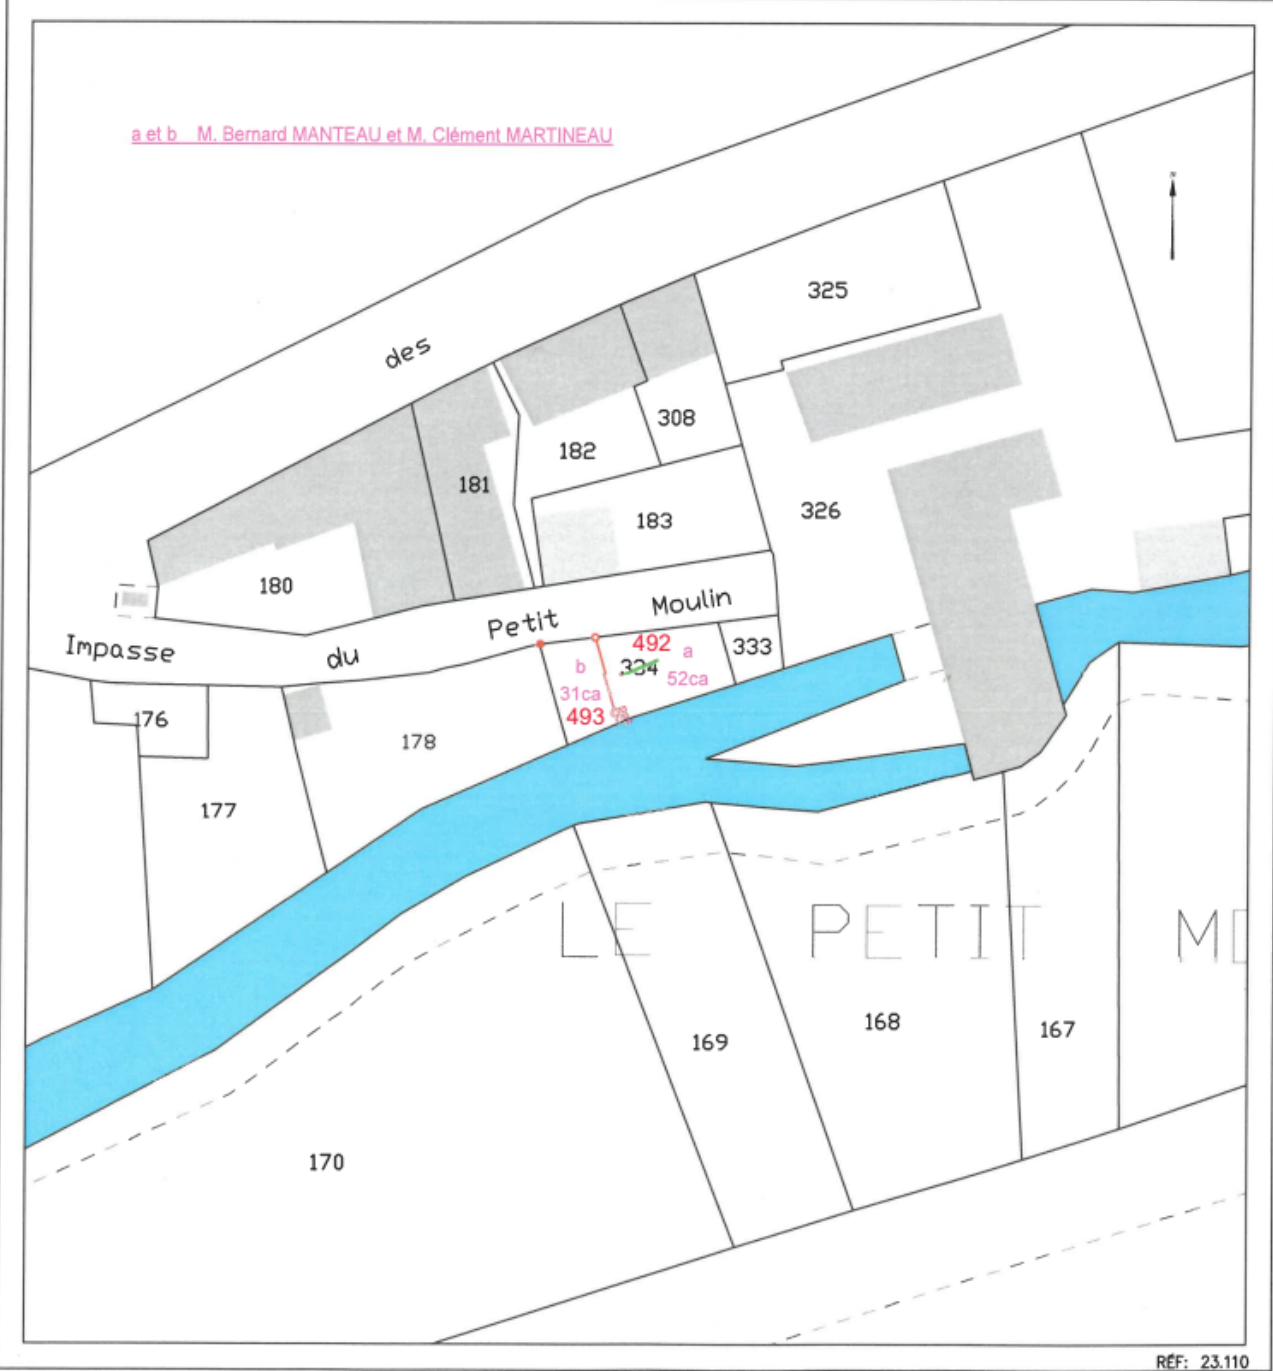 a et b M. Bernard MANTEAU et M. Clément MARTINEAU
N
325
des
308
182
181
183
326
180
Moulin
Petit
Impasse
du
492
333
a
334
b
52ca
31ca
493
176
178
177
LE PETIT
168
167
169
170
RÉF: 23.110